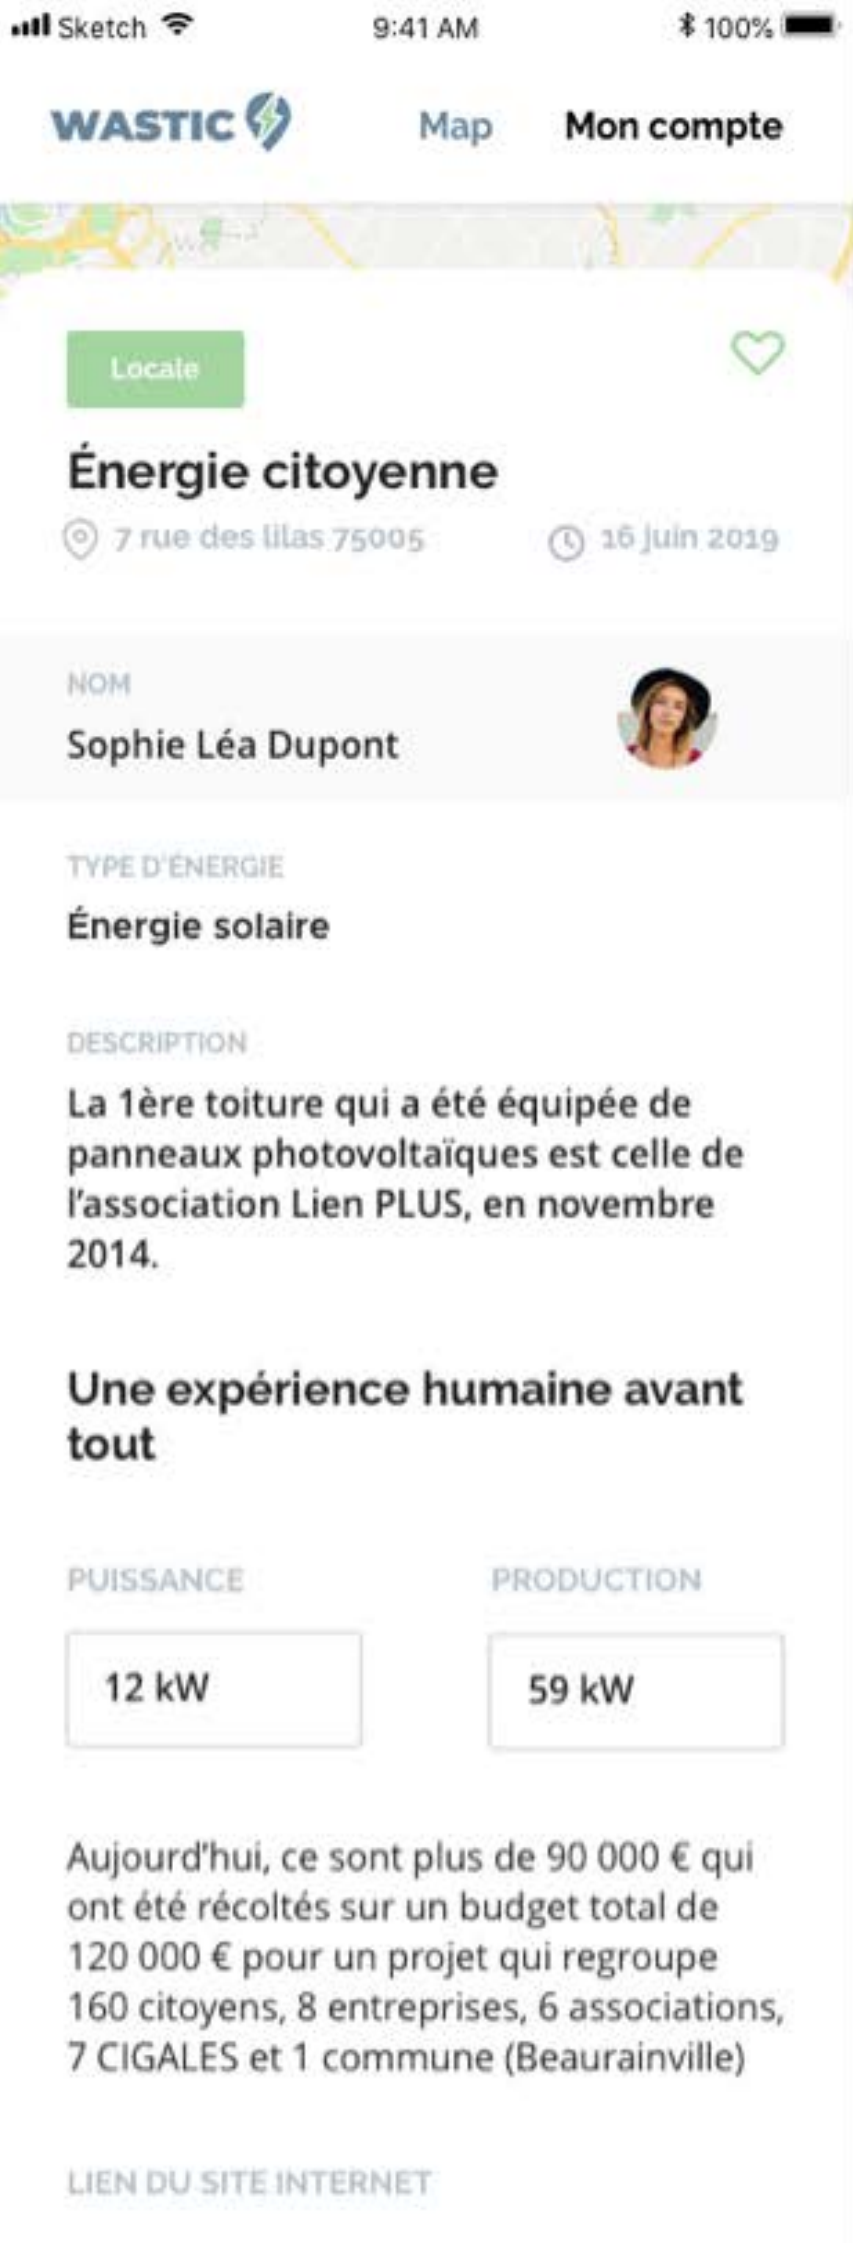 Sketch 9:41 AM 100%
WASTIC Map Mon compte
Locale
Énergie citoyenne
7 rue des lilas 75005 16 juin 2019
NOM
Sophie Léa Dupont
TYPE D'ÉNERGIE
Énergie solaire
DESCRIPTION
La 1ère toiture qui a été équipée de
panneaux photovoltaïques est celle de
l'association Lien PLUS, en novembre
2014.
Une expérience humaine avant
tout
PUISSANCE PRODUCTION
12 kW 59 kW
Aujourd'hui, ce sont plus de 90 000 € qui
ont été récoltés sur un budget total de
120 000 € pour un projet qui regroupe
160 citoyens, 8 entreprises, 6 associations,
7 CIGALES et 1 commune (Beaurainville)
LIEN DU SITE INTERNET